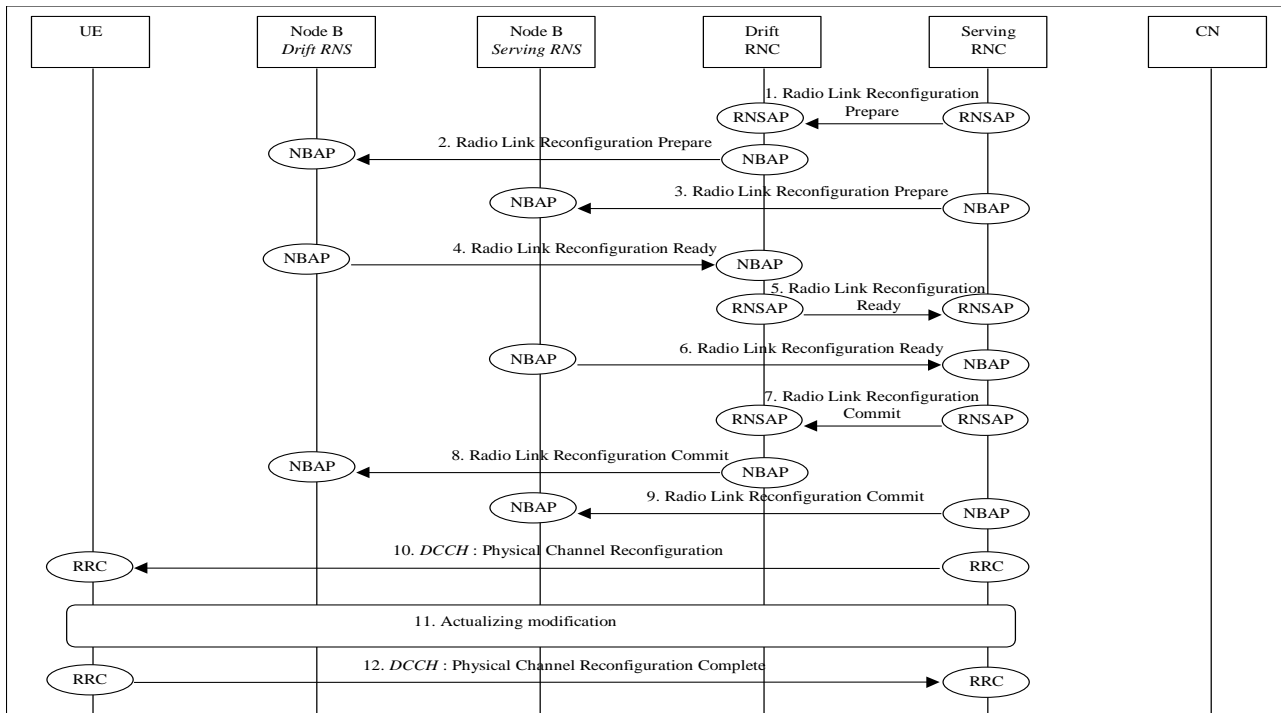 UE
Node B
Drift RNS
Node B
Serving RNS
Drift
RNC
Serving
RNC
CN
1. Radio Link Reconfiguration
Prepare
RNSAP
RNSAP
2. Radio Link Reconfiguration Prepare
NBAP
NBAP
3. Radio Link Reconfiguration Prepare
NBAP
NBAP
4. Radio Link Reconfiguration Ready
NBAP
NBAP
5. Radio Link Reconfiguration
Ready
RNSAP
RNSAP
6. Radio Link Reconfiguration Ready
NBAP
NBAP
7. Radio Link Reconfiguration
Commit
RNSAP
RNSAP
8. Radio Link Reconfiguration Commit
NBAP
NBAP
9. Radio Link Reconfiguration Commit
NBAP
NBAP
10. DCCH : Physical Channel Reconfiguration
RRC
RRC
11. Actualizing modification
12. DCCH : Physical Channel Reconfiguration Complete
RRC
RRC